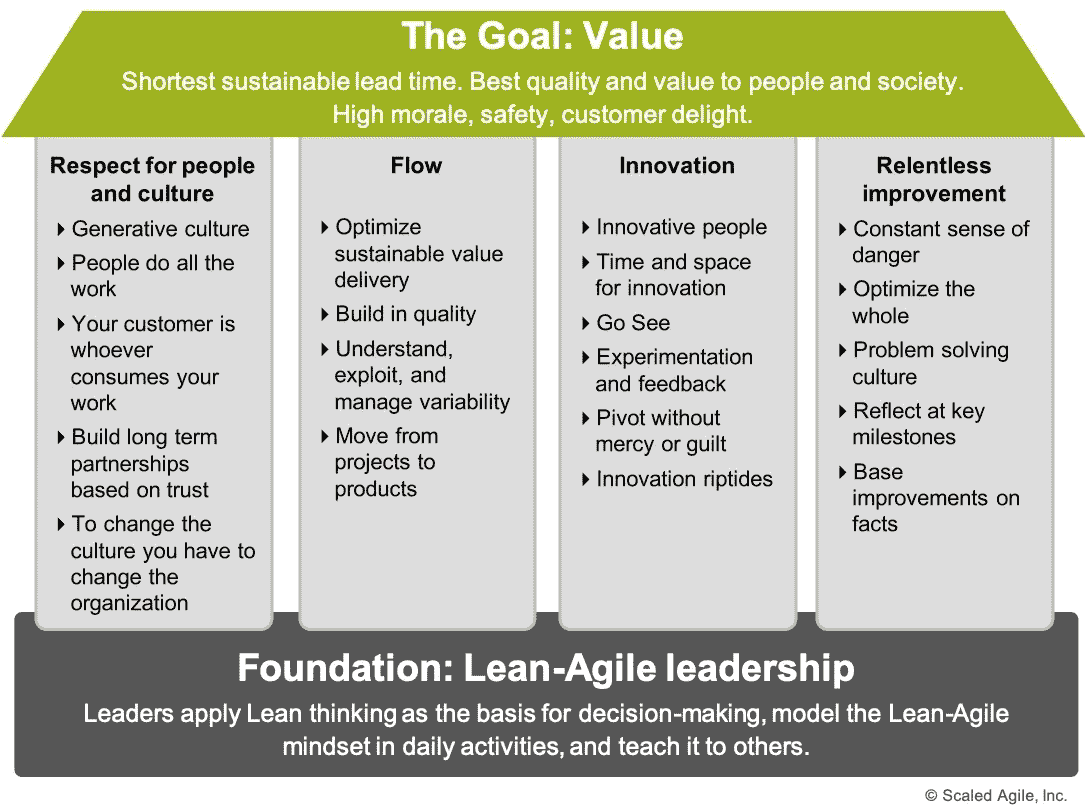 The Goal: Value
Shortest sustainable lead time. Best quality and value to people and society.
High morale, safety, customer delight.
Respect for people
and culture
Generative culture
People do all the
work
Your customer is
whoever
consumes your
work
Build long term
partnerships
based on trust
To change the
culture you have to
change the
organization
Flow
Optimize
sustainable value
delivery
Build in quality
Understand,
exploit, and
manage variability
Move from
projects to
products
Innovation
Innovative people
Time and space
for innovation
Go See
Experimentation
and feedback
Pivot without
mercy or guilt
Innovation riptides
Relentless
improvement
Constant sense of
danger
Optimize the
whole
Problem solving
culture
Reflect at key
milestones
Base
improvements on
facts
Foundation: Lean-Agile leadership
Leaders apply Lean thinking as the basis for decision-making, model the Lean-Agile
mindset in daily activities, and teach it to others.
© Scaled Agile, Inc.